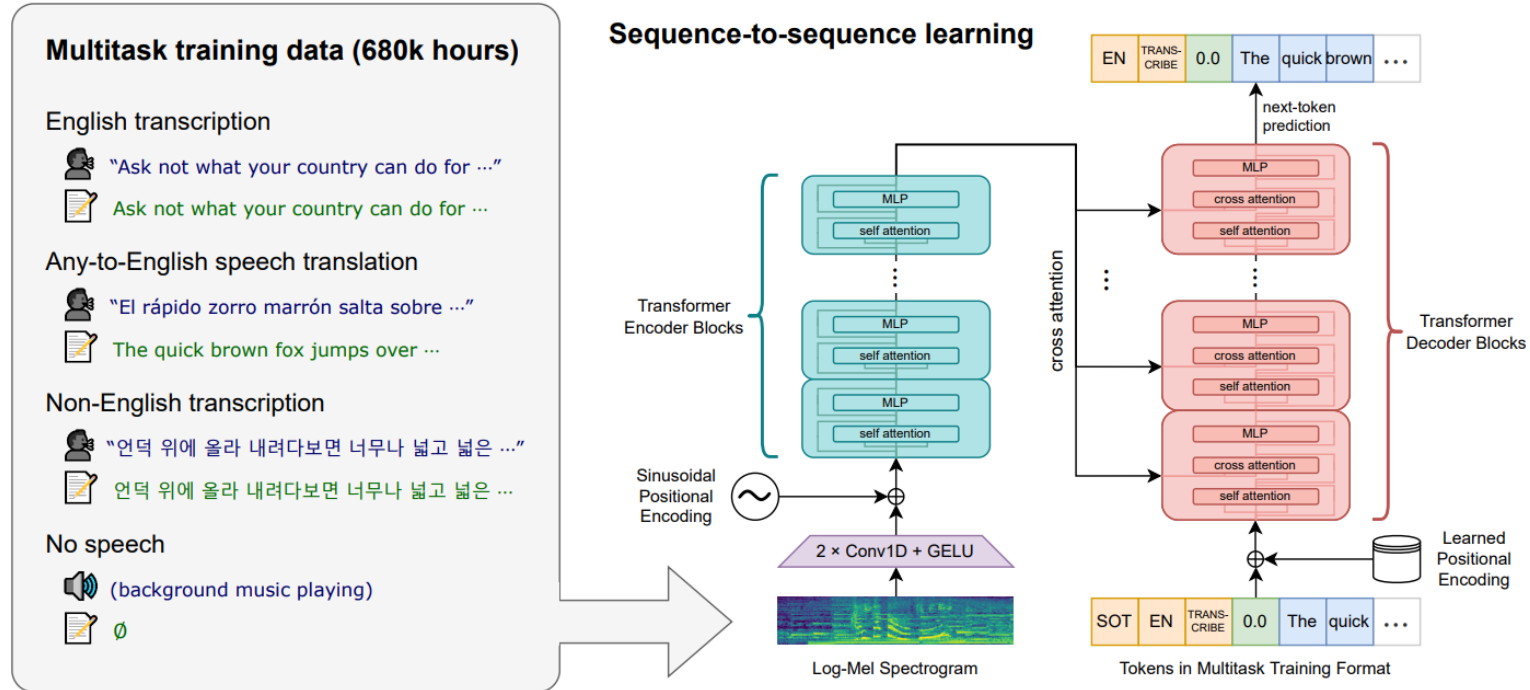 Multitask training data (680k hours)
English transcription
“Ask not what your country can do for ⋯”
Ask not what your country can do for ⋯
Any-to-English speech translation
“El rápido zorro marrón salta sobre ⋯”
The quick brown fox jumps over ⋯
Non-English transcription
“언덕 위에 올라 내려다보면 너무나 넓고 넓은 ⋯”
언덕 위에 올라 내려다보면 너무나 넓고 넓은 ⋯
No speech
(background music playing)
Ø
Sequence-to-sequence learning
EN TRANS-CRIBE 0.0 The quick brown ⋯
next-token
prediction
MLP
self attention
⋮
MLP
self attention
MLP
self attention
Transformer
Encoder Blocks
Sinusoidal
Positional
Encoding
~
2 × Conv1D + GELU
Log-Mel Spectrogram
cross attention
⋮
MLP
cross attention
self attention
⋮
MLP
cross attention
self attention
MLP
cross attention
self attention
Transformer
Decoder Blocks
Learned
Positional
Encoding
SOT EN TRANS-CRIBE 0.0 The quick ⋯
Tokens in Multitask Training Format